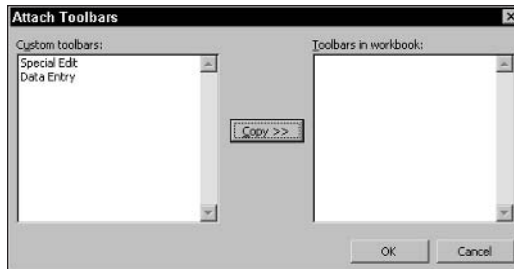 Attach Toolbars
Custom toolbars:
Toolbars in workbook:
Special Edit
Data Entry
Copy >>
OK
Cancel